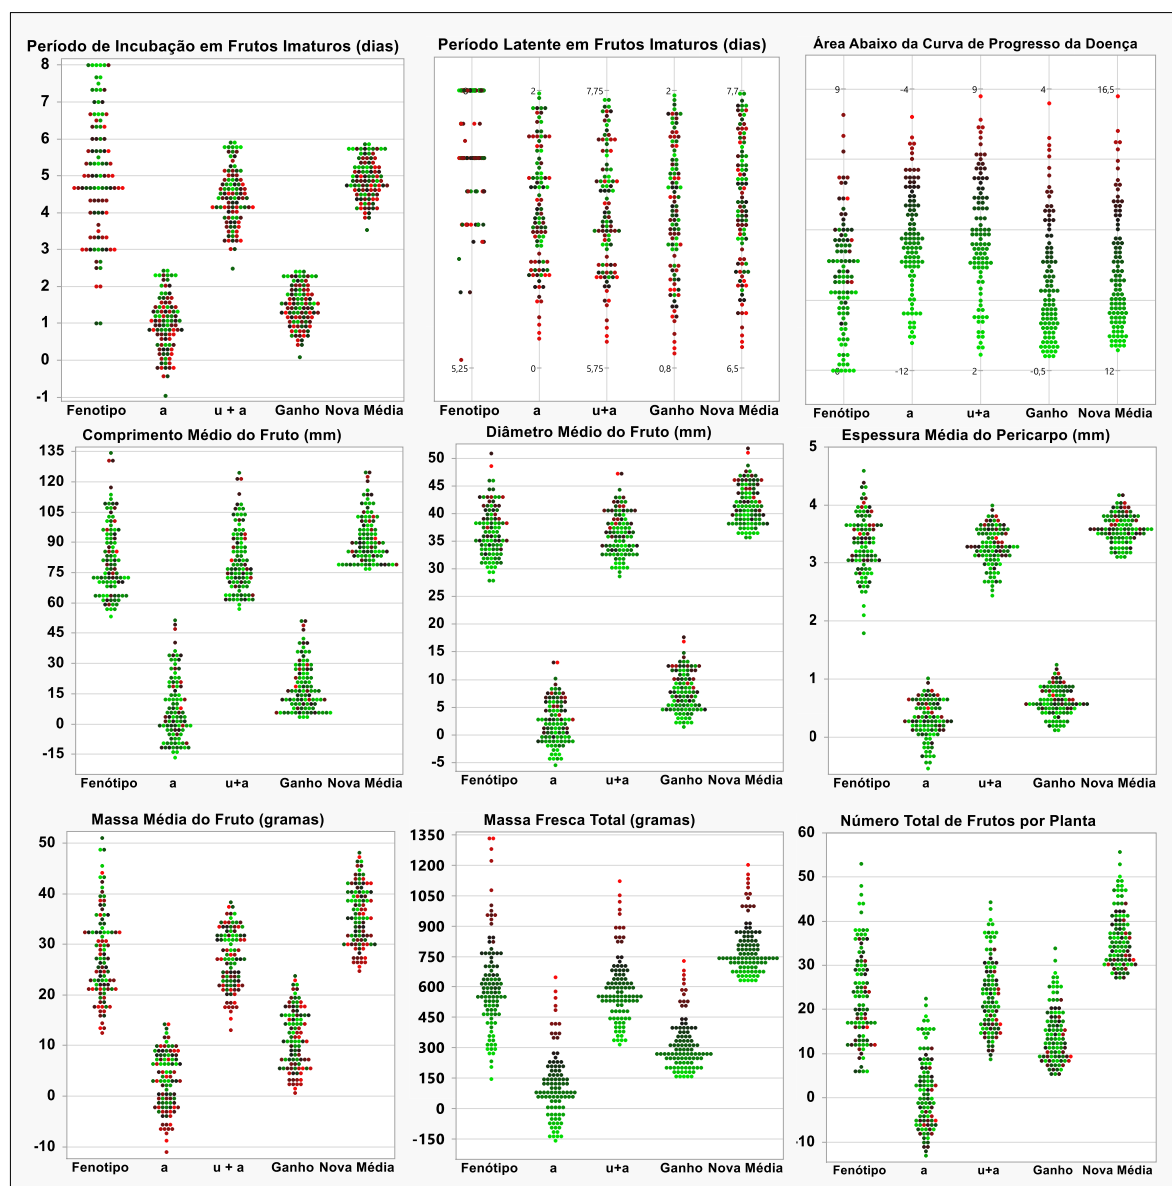 Período de Incubação em Frutos Imaturos (dias)
8
7
6
5
4
3
2
1
0
-1
Fenotipo a u + a Ganho Nova Média
Período Latente em Frutos Imaturos (dias)
2 7,75 2 7,7
5,25 0 5,75 0,8 6,5
Fenotipo a u+a Ganho Nova Média
Área Abaixo da Curva de Progresso da Doença
9 -4 9 4 16,5
0 -12 2 -0,5 12
Fenótipo a u+a Ganho Nova Média
Comprimento Médio do Fruto (mm)
135
120
105
90
75
60
45
30
15
0
-15
Fenótipo a u+a Ganho Nova Média
Diâmetro Médio do Fruto (mm)
50
45
40
35
30
25
20
15
10
5
0
-5
Fenótipo a u+a Ganho Nova Média
Espessura Média do Pericarpo (mm)
5
4
3
2
1
0
Fenótipo a u+a Ganho Nova Média
Massa Média do Fruto (gramas)
50
40
30
20
10
0
-10
Fenotipo a u + a Ganho Nova Média
Massa Fresca Total (gramas)
1350
1200
1050
900
750
600
450
300
150
0
-150
Fenotipo a u+a Ganho Nova Média
Número Total de Frutos por Planta
60
50
40
30
20
10
0
-10
Fenótipo a u+a Ganho Nova Média